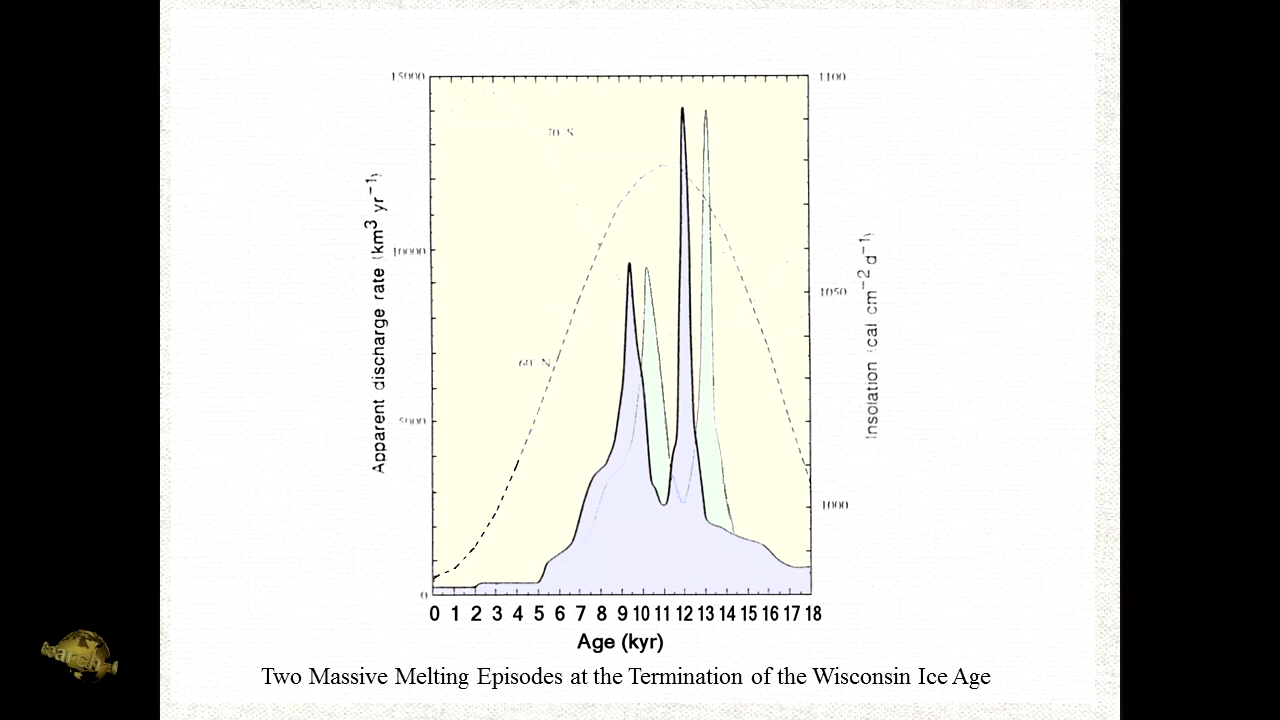 15000
1100
70 S
Apparent discharge rate (km³ yr⁻¹)
10000
Insolation (cal cm⁻² d⁻¹)
1050
60 N
5000
1000
0
0 1 2 3 4 5 6 7 8 9 10 11 12 13 14 15 16 17 18
Age (kyr)
Two Massive Melting Episodes at the Termination of the Wisconsin Ice Age